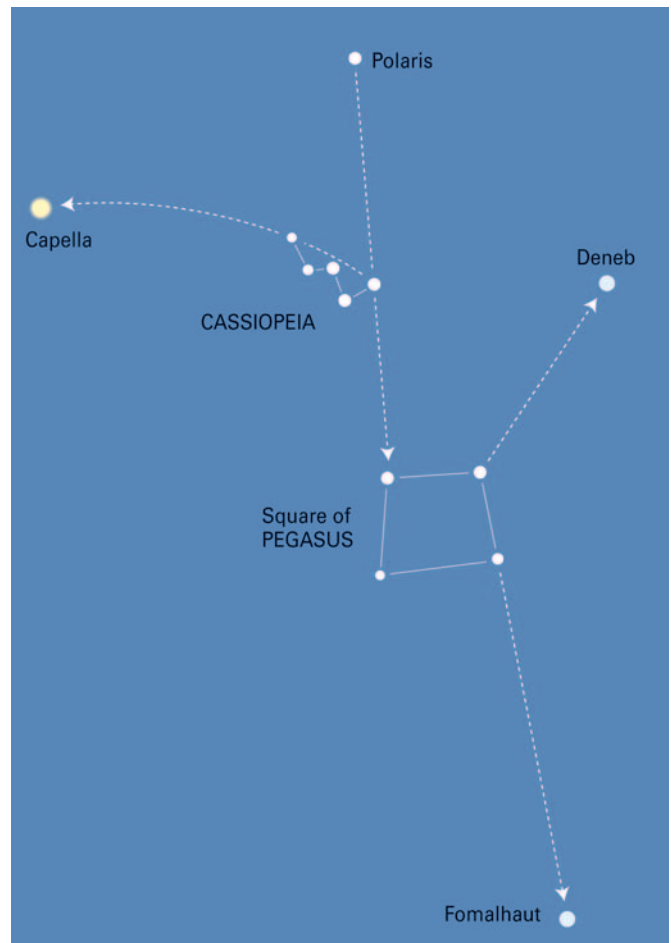 Polaris
Capella
Deneb
CASSIOPEIA
Square of
PEGASUS
Fomalhaut